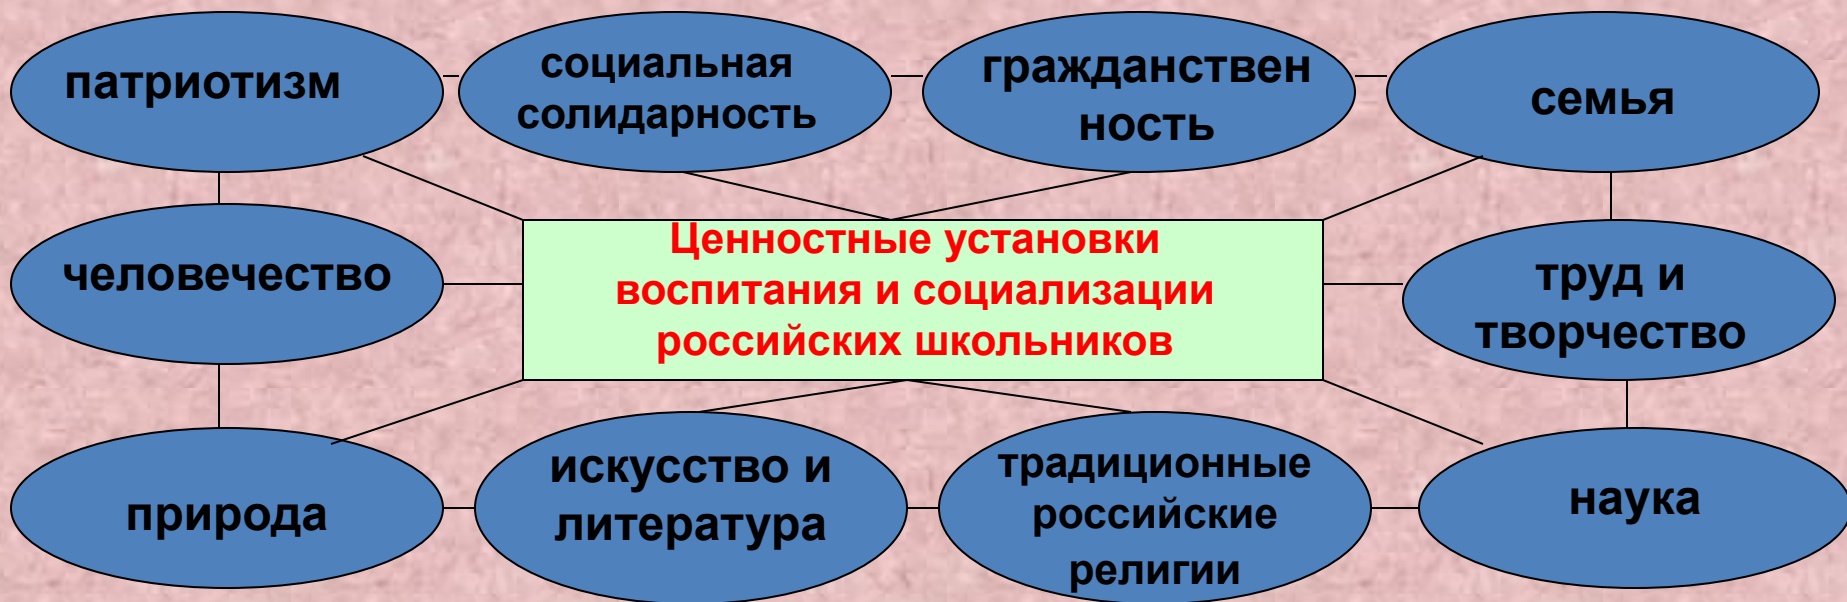 патриотизм
социальная
солидарность
гражданствен
ность
семья
человечество
Ценностные установки
воспитания и социализации
российских школьников
труд и
творчество
природа
искусство и
литература
традиционные
российские
религии
наука